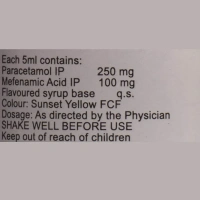 Each 5ml contains:
Paracetamol IP 250 mg
Mefenamic Acid IP 100 mg
Flavoured syrup base q.s.
Colour: Sunset Yellow FCF
Dosage: As directed by the Physician
SHAKE WELL BEFORE USE
Keep out of reach of children